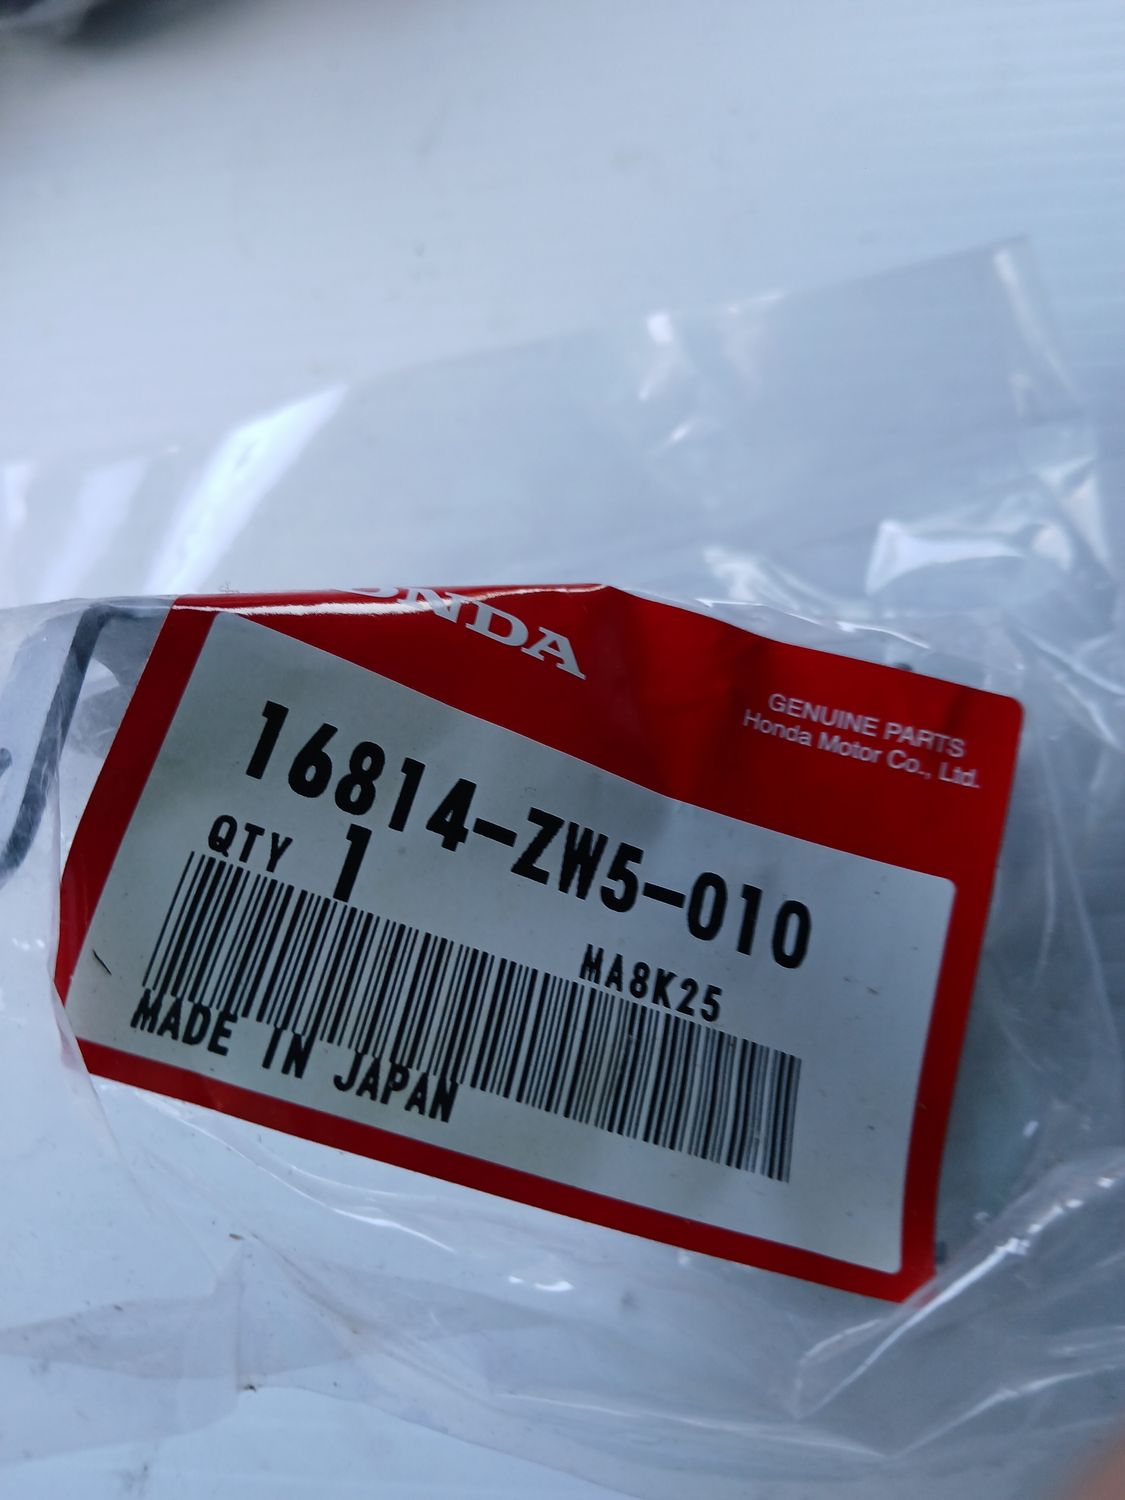 HONDA
GENUINE PARTS
Honda Motor Co., Ltd.
16814-ZW5-010
QTY 1
MA8K25
MADE IN JAPAN